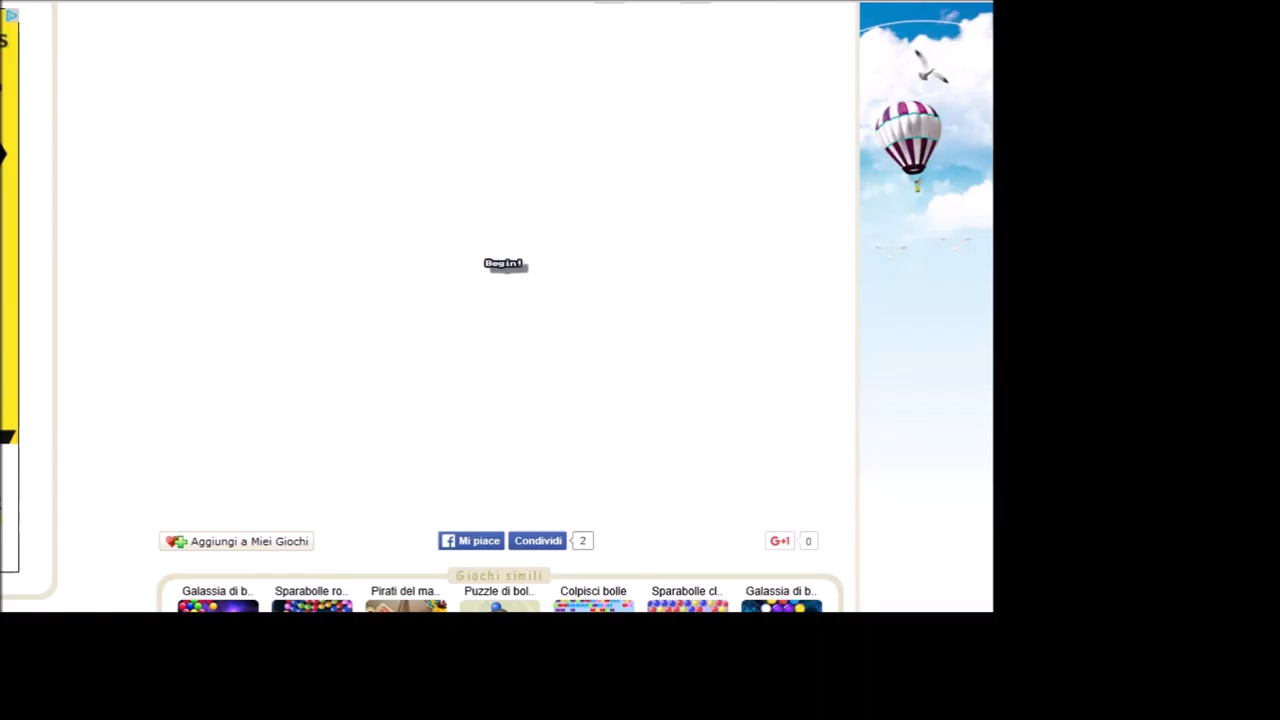 S
Begin!
Aggiungi a Miei Giochi
Mi piace
Condividi
2
G+1
0
Giochi simili
Galassia di b..
Sparabolle ro..
Pirati del ma..
Puzzle di bol..
Colpisci bolle
Sparabolle cl..
Galassia di b..